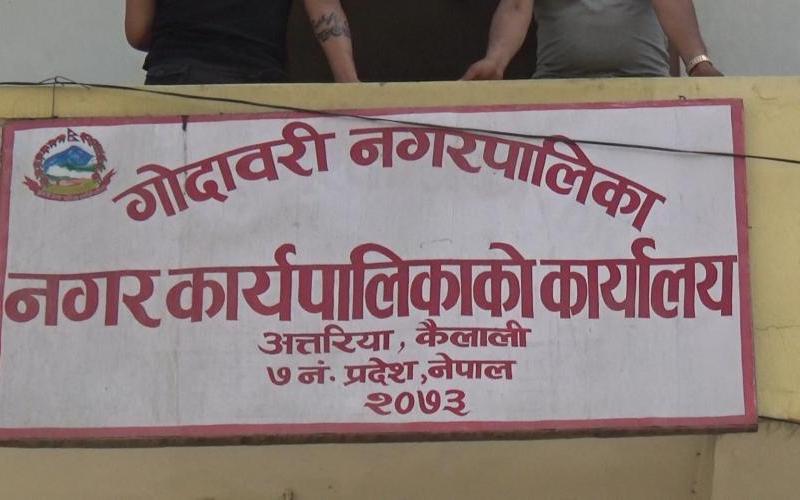 गोदावरी नगरपालिका
नगर कार्यपालिकाको कार्यालय
अत्तरिया, कैलाली
७ नं. प्रदेश,नेपाल
२०७३